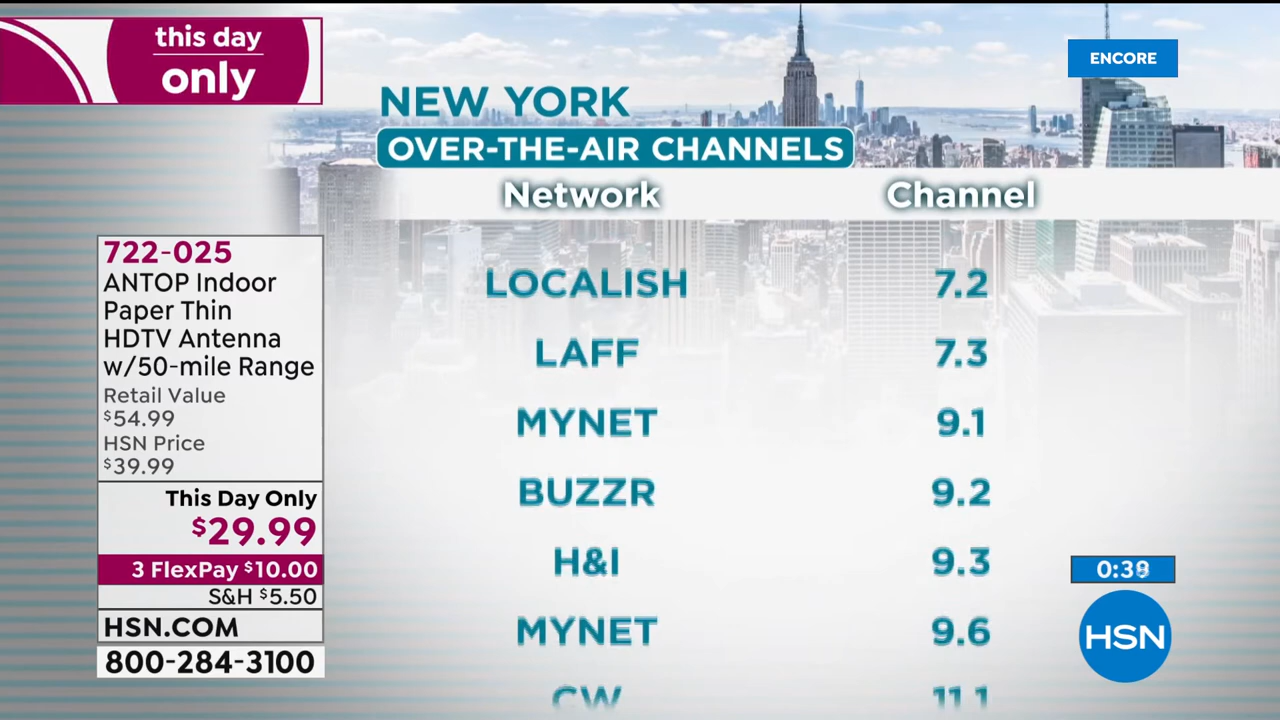 this day
only
ENCORE
NEW YORK
OVER-THE-AIR CHANNELS
Network Channel
LOCALISH 7.2
LAFF 7.3
MYNET 9.1
BUZZR 9.2
H&I 9.3
MYNET 9.6
CW 11.1
722-025
ANTOP Indoor
Paper Thin
HDTV Antenna
w/50-mile Range
Retail Value
$54.99
HSN Price
$39.99
This Day Only
$29.99
3 FlexPay $10.00
S&H $5.50
HSN.COM
800-284-3100
HSN